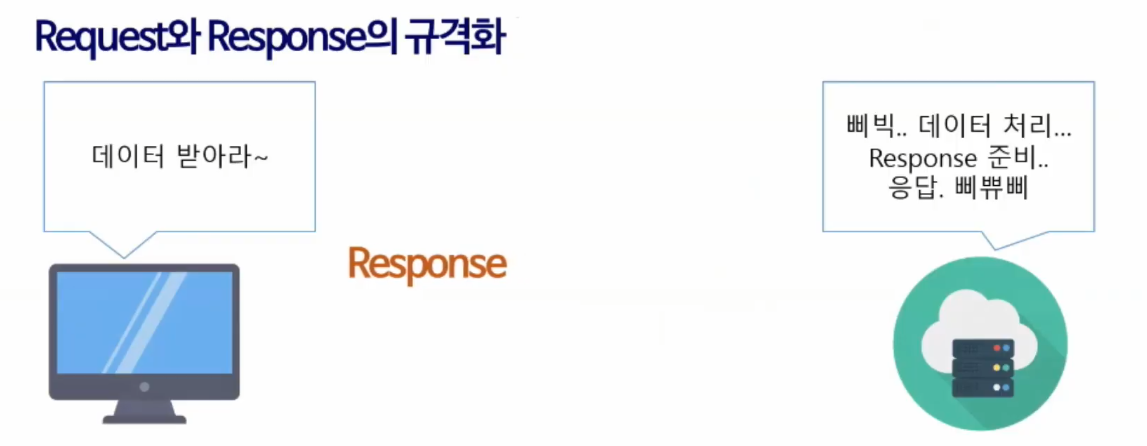 Request와 Response의 규격화
데이터 받아라~
삐빅.. 데이터 처리...
Response 준비..
응답. 삐쀼삐
Response